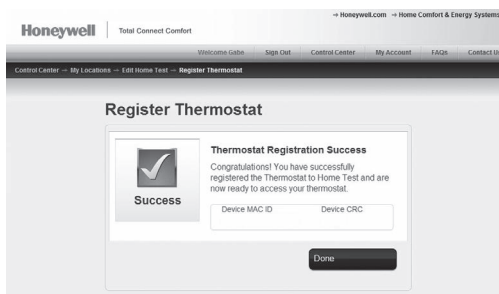 → Honeywell.com → Home Comfort & Energy Systems
Honeywell Total Connect Comfort
Welcome Gabe Sign Out Control Center My Account FAQs Contact U
Control Center → My Locations → Edit Home Test → Register Thermostat
Register Thermostat
Thermostat Registration Success
Congratulations! You have successfully
registered the Thermostat to Home Test and are
now ready to access your thermostat.
Success
Device MAC ID Device CRC
Done